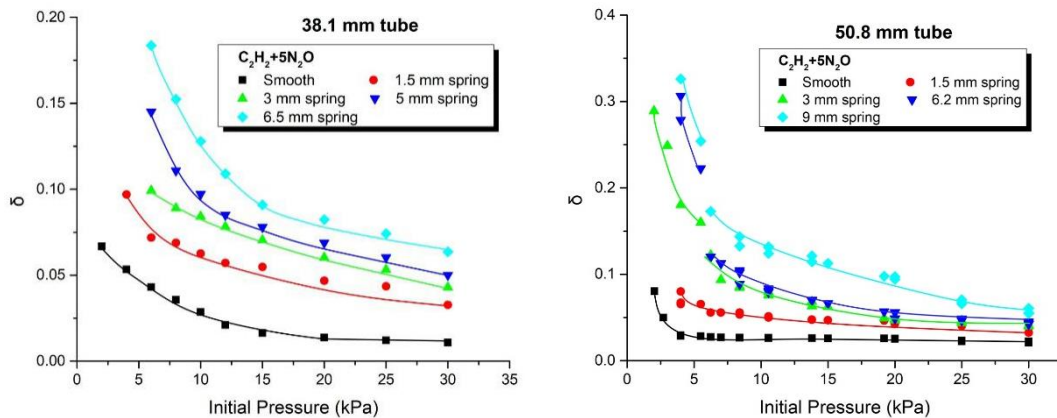 38.1 mm tube
C₂H₂+5N₂O
Smooth 1.5 mm spring
3 mm spring 5 mm spring
6.5 mm spring
0.20
0.15
0.10
0.05
0.00
δ
0 5 10 15 20 25 30 35
Initial Pressure (kPa)
50.8 mm tube
C₂H₂+5N₂O
Smooth 1.5 mm spring
3 mm spring 6.2 mm spring
9 mm spring
0.4
0.3
0.2
0.1
0.0
δ
0 5 10 15 20 25 30
Initial Pressure (kPa)